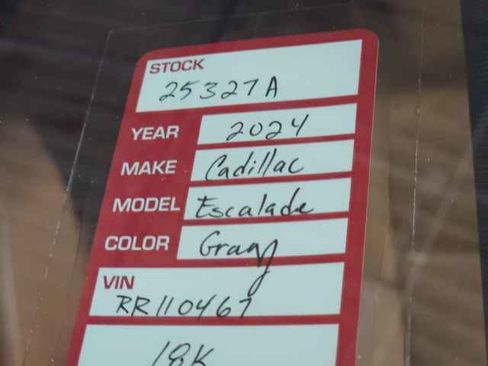 STOCK
25327A
YEAR 2024
MAKE Cadillac
MODEL Escalade
COLOR Gray
VIN
RR110467
18K